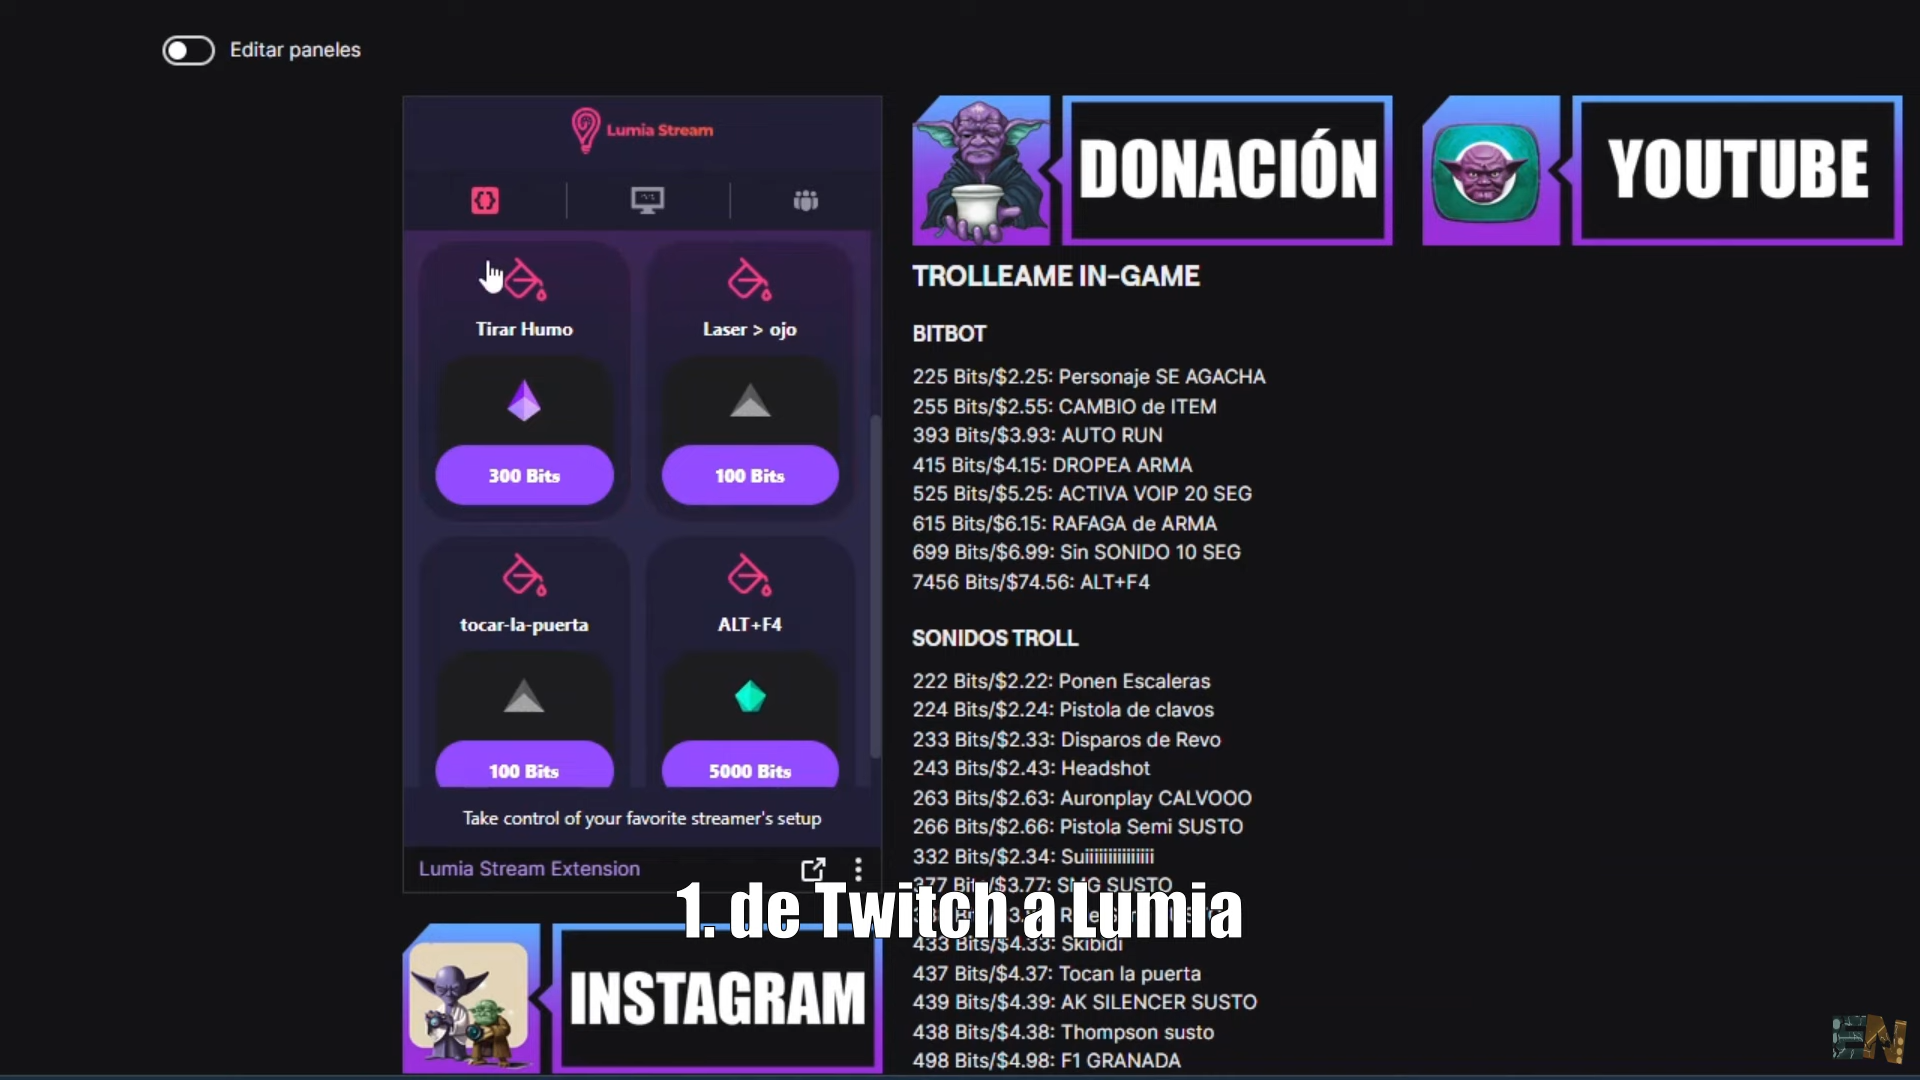 Editar paneles
Lumia Stream
Tirar Humo
Laser > ojo
300 Bits
100 Bits
tocar-la-puerta
ALT+F4
100 Bits
5000 Bits
Take control of your favorite streamer's setup
Lumia Stream Extension
INSTAGRAM
DONACIÓN
YOUTUBE
TROLLEAME IN-GAME
BITBOT
225 Bits/$2.25: Personaje SE AGACHA
255 Bits/$2.55: CAMBIO de ITEM
393 Bits/$3.93: AUTO RUN
415 Bits/$4.15: DROPEA ARMA
525 Bits/$5.25: ACTIVA VOIP 20 SEG
615 Bits/$6.15: RAFAGA de ARMA
699 Bits/$6.99: Sin SONIDO 10 SEG
7456 Bits/$74.56: ALT+F4
SONIDOS TROLL
222 Bits/$2.22: Ponen Escaleras
224 Bits/$2.24: Pistola de clavos
233 Bits/$2.33: Disparos de Revo
243 Bits/$2.43: Headshot
263 Bits/$2.63: Auronplay CALVOOO
266 Bits/$2.66: Pistola Semi SUSTO
332 Bits/$2.34: Suiiiiiiiiiiiiiii
377 Bits/$3.77: SMG SUSTO
433 Bits/$4.33: Skibidi
437 Bits/$4.37: Tocan la puerta
439 Bits/$4.39: AK SILENCER SUSTO
438 Bits/$4.38: Thompson susto
498 Bits/$4.98: F1 GRANADA
1. de Twitch a Lumia
EN